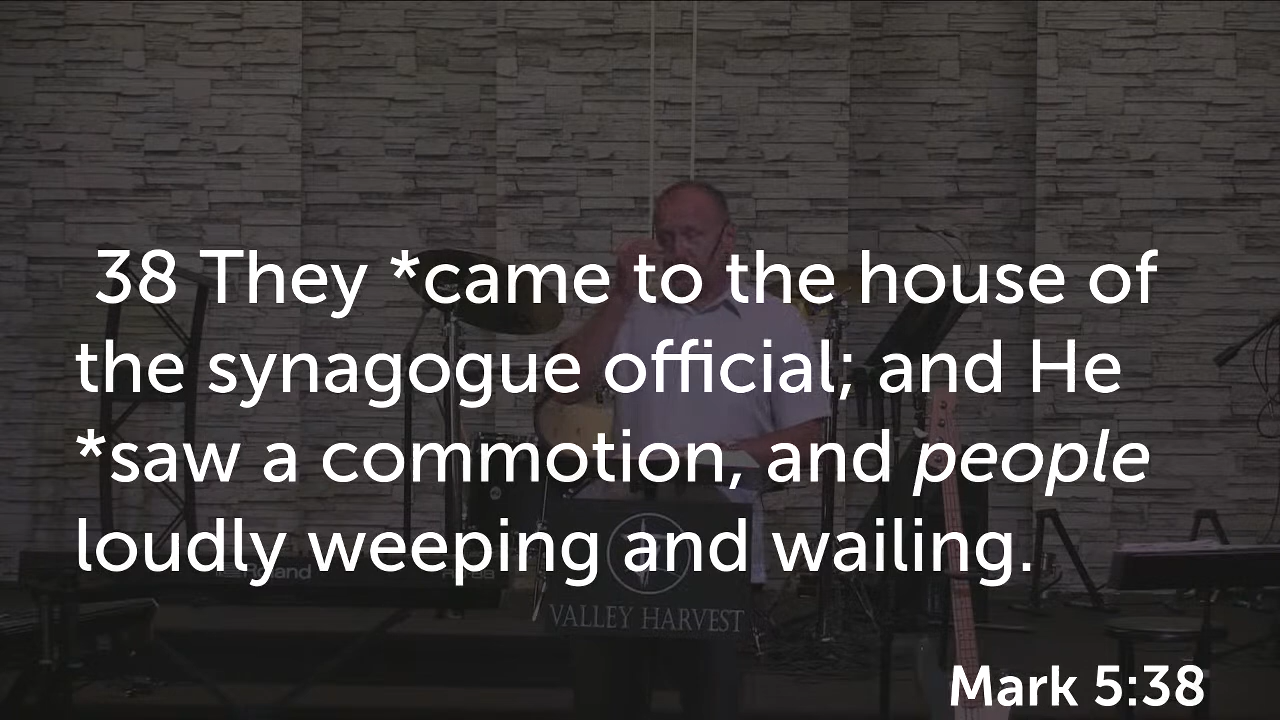 38 They *came to the house of
the synagogue official; and He
*saw a commotion, and people
loudly weeping and wailing.
Roland
VALLEY HARVEST
Mark 5:38